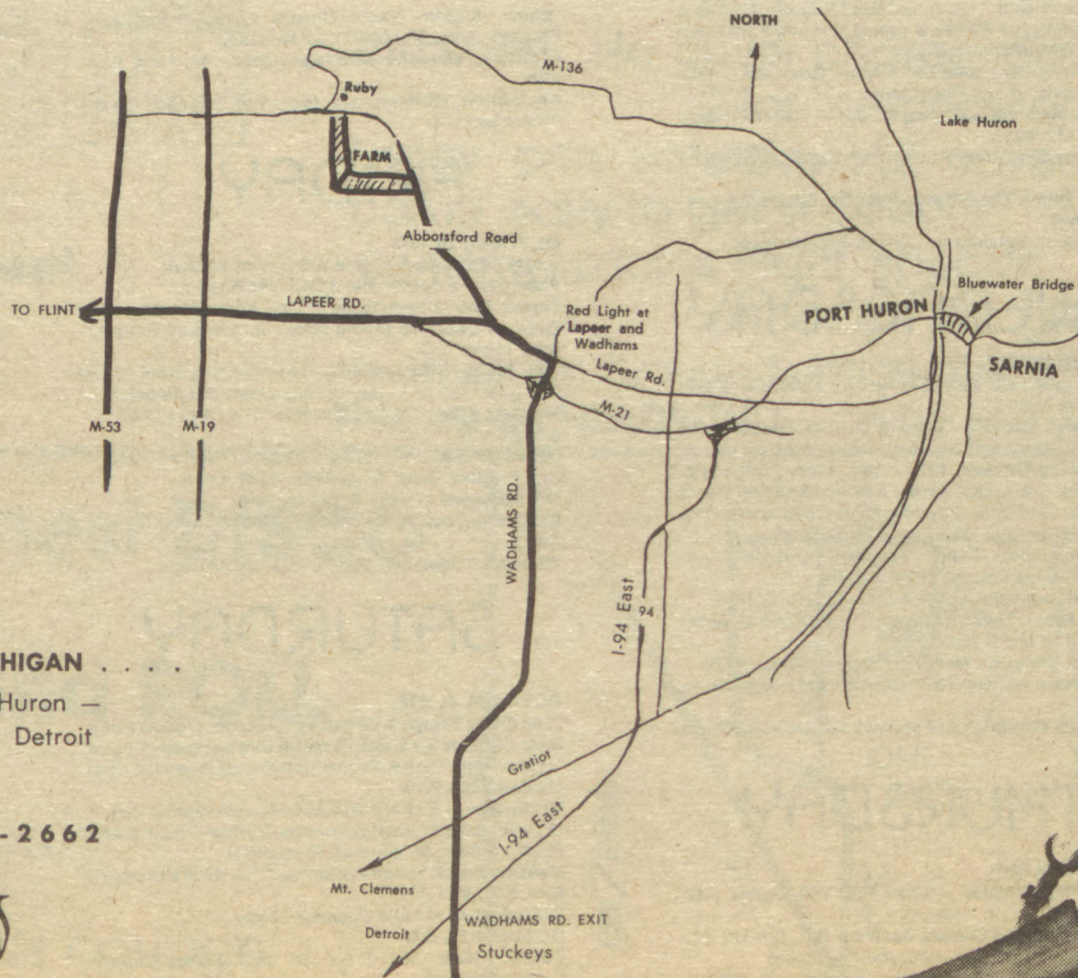 NORTH
M-136
Ruby
Lake Huron
FARM
Abbotsford Road
Bluewater Bridge
TO FLINT
LAPEER RD.
Red Light at
Lapeer and
Wadhams
PORT HURON
SARNIA
Lapeer Rd.
M-21
M-53
M-19
WADHAMS RD.
I-94 East
94
HIGAN . . . .
Huron —
Detroit
Gratiot
I-94 East
- 2662
Mt. Clemens
WADHAMS RD. EXIT
Detroit
Stuckeys